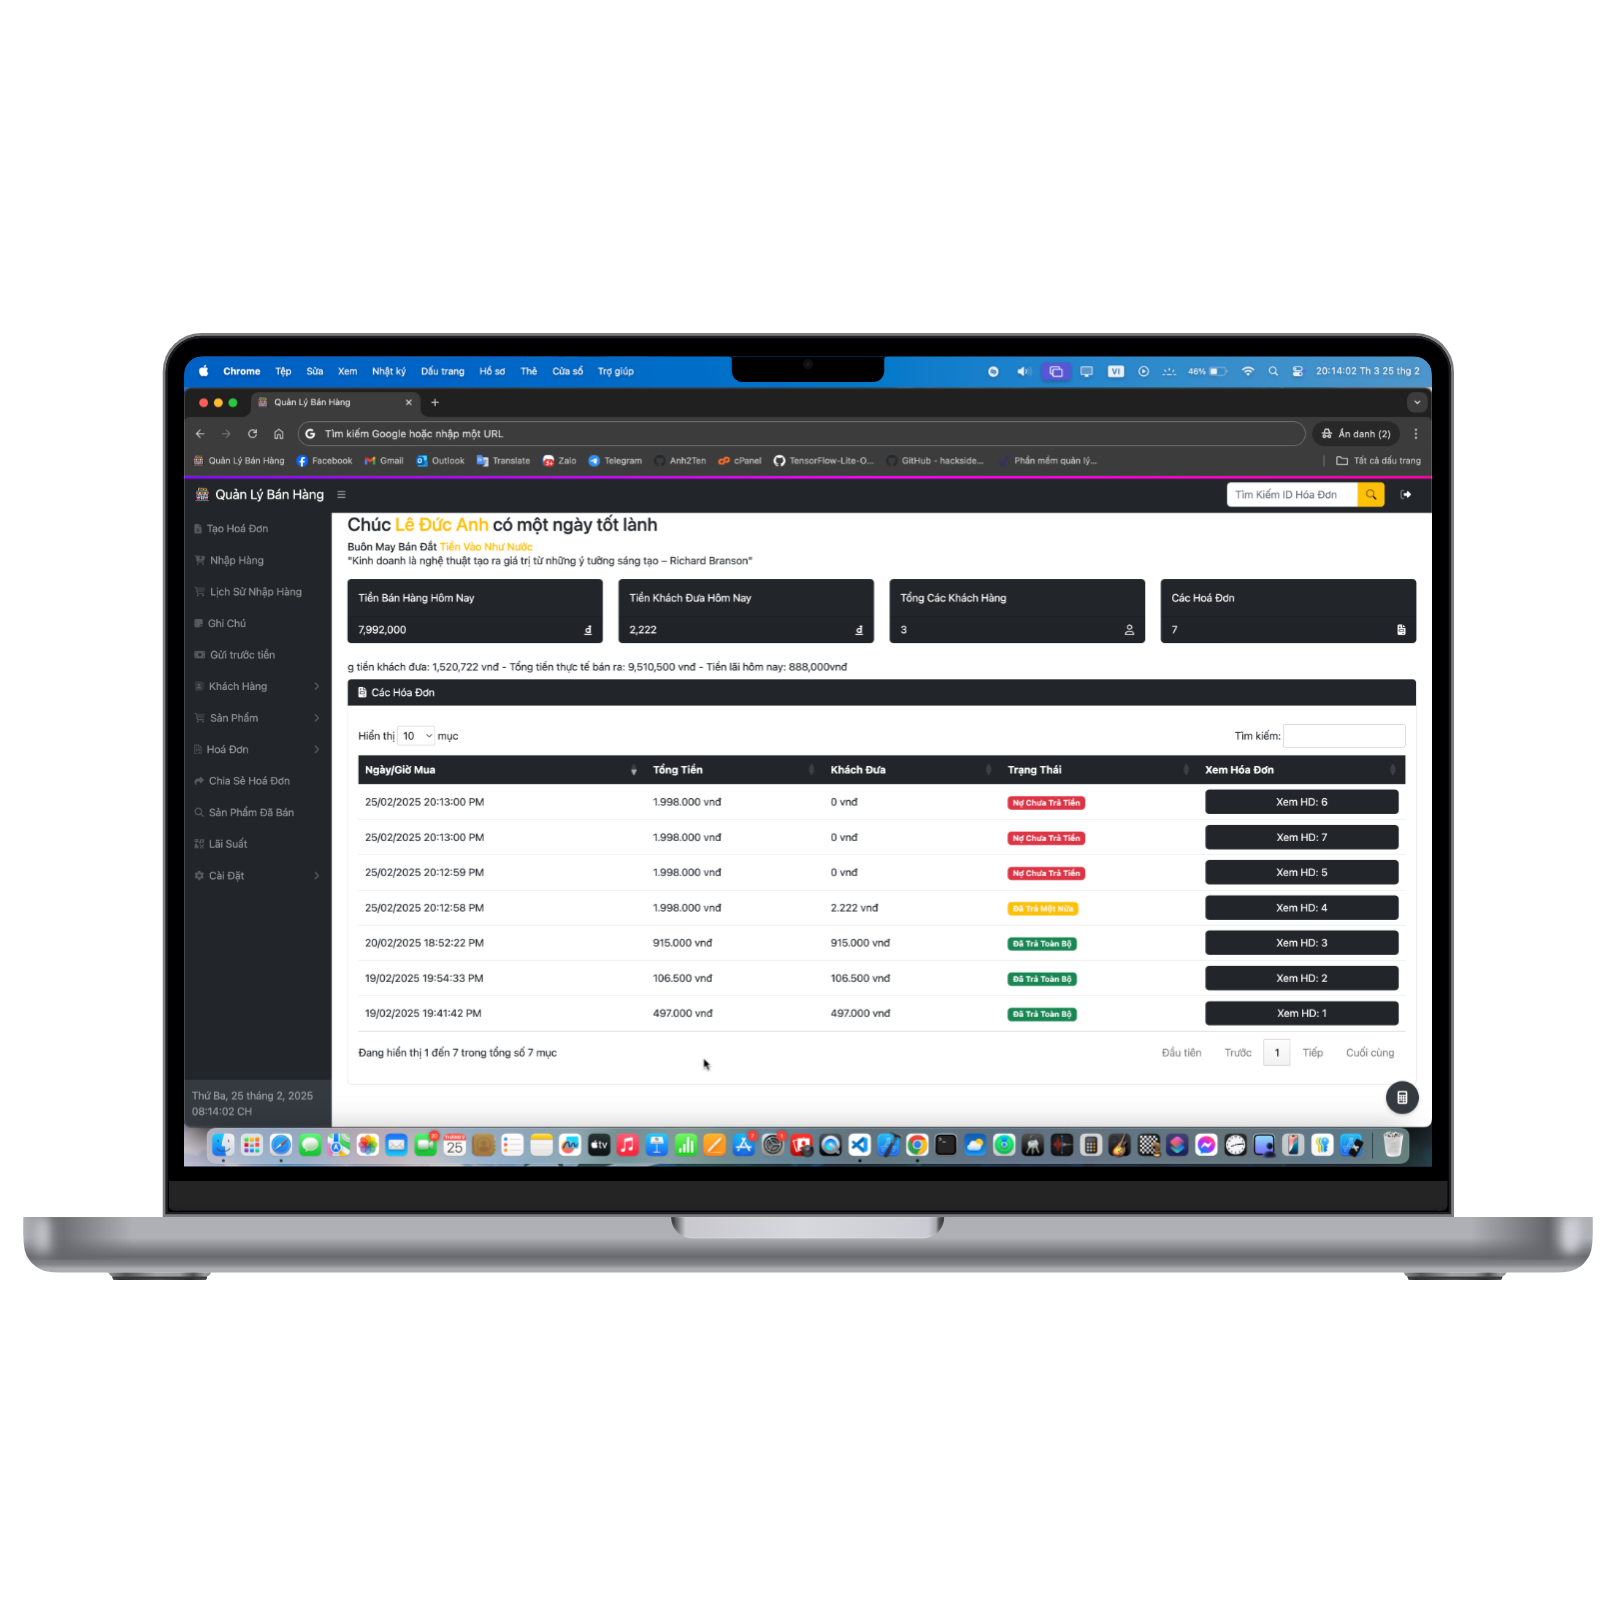 Chrome Tệp Sửa Xem Nhật ký Dấu trang Hồ sơ Thẻ Cửa sổ Trợ giúp VI 46% 20:14:02 Th 3 25 thg 2
Quản Lý Bán Hàng
Tìm kiếm Google hoặc nhập một URL Ẩn danh (2)
Quản Lý Bán Hàng Facebook Gmail Outlook Translate Zalo Telegram Anh2Ten cPanel TensorFlow-Lite-O... GitHub - hackside... Phần mềm quản lý... Tất cả dấu trang
Quản Lý Bán Hàng Tìm Kiếm ID Hóa Đơn
Tạo Hoá Đơn
Nhập Hàng
Lịch Sử Nhập Hàng
Ghi Chú
Gửi trước tiền
Khách Hàng
Sản Phẩm
Hoá Đơn
Chia Sẻ Hoá Đơn
Sản Phẩm Đã Bán
Lãi Suất
Cài Đặt
Thứ Ba, 25 tháng 2, 2025
08:14:02 CH
Chúc Lê Đức Anh có một ngày tốt lành
Buôn May Bán Đắt Tiền Vào Như Nước
"Kinh doanh là nghệ thuật tạo ra giá trị từ những ý tưởng sáng tạo – Richard Branson"
Tiền Bán Hàng Hôm Nay
7,992,000 đ
Tiền Khách Đưa Hôm Nay
2,222 đ
Tổng Các Khách Hàng
3
Các Hoá Đơn
7
g tiền khách đưa: 1,520,722 vnđ - Tổng tiền thực tế bán ra: 9,510,500 vnđ - Tiền lãi hôm nay: 888,000vnđ
Các Hóa Đơn
Hiển thị 10 mục Tìm kiếm:
Ngày/Giờ Mua Tổng Tiền Khách Đưa Trạng Thái Xem Hóa Đơn
25/02/2025 20:13:00 PM 1.998.000 vnđ 0 vnđ Nợ Chưa Trả Tiền Xem HD: 6
25/02/2025 20:13:00 PM 1.998.000 vnđ 0 vnđ Nợ Chưa Trả Tiền Xem HD: 7
25/02/2025 20:12:59 PM 1.998.000 vnđ 0 vnđ Nợ Chưa Trả Tiền Xem HD: 5
25/02/2025 20:12:58 PM 1.998.000 vnđ 2.222 vnđ Đã Trả Một Nửa Xem HD: 4
20/02/2025 18:52:22 PM 915.000 vnđ 915.000 vnđ Đã Trả Toàn Bộ Xem HD: 3
19/02/2025 19:54:33 PM 106.500 vnđ 106.500 vnđ Đã Trả Toàn Bộ Xem HD: 2
19/02/2025 19:41:42 PM 497.000 vnđ 497.000 vnđ Đã Trả Toàn Bộ Xem HD: 1
Đang hiển thị 1 đến 7 trong tổng số 7 mục Đầu tiên Trước 1 Tiếp Cuối cùng
25 tv